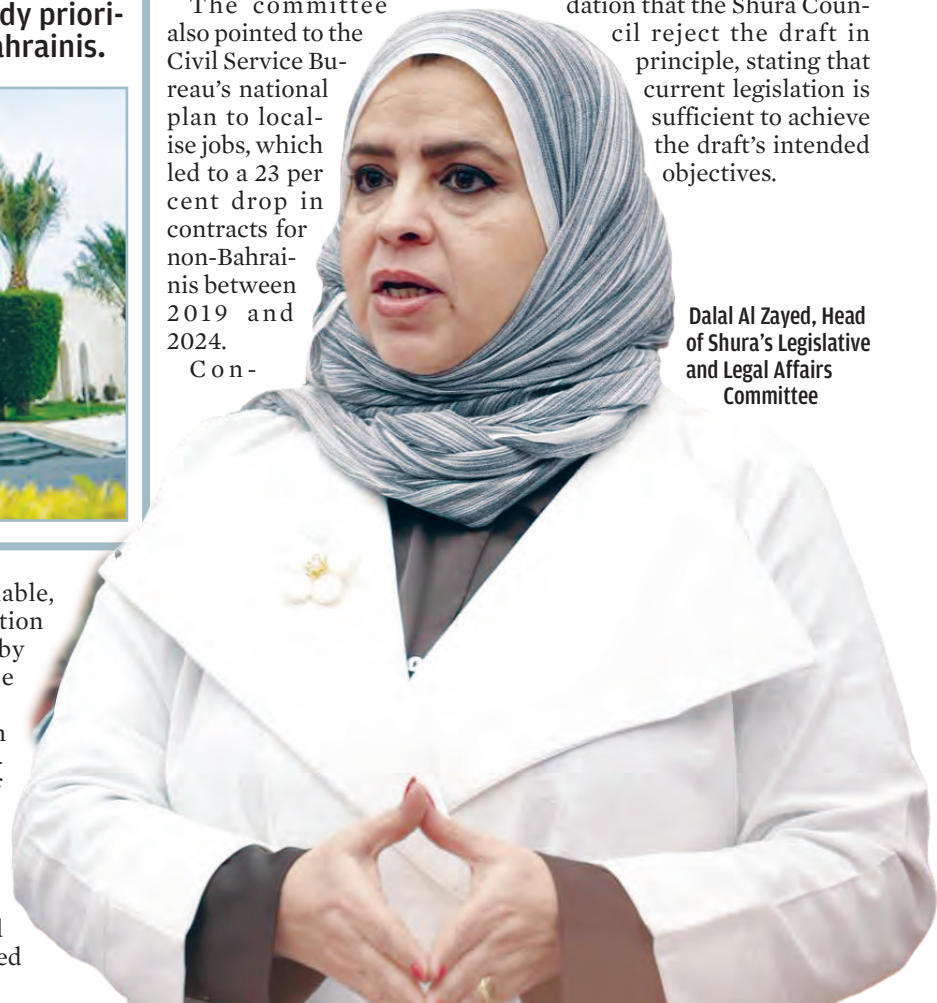 dy priori-
ahrainis.
The committee
also pointed to the
Civil Service Bu-
reau's national
plan to local-
ise jobs, which
led to a 23 per
cent drop in
contracts for
non-Bahrai-
nis between
2019 and
2024.
Con-
dation that the Shura Coun-
cil reject the draft in
principle, stating that
current legislation is
sufficient to achieve
the draft's intended
objectives.
Dalal Al Zayed, Head
of Shura's Legislative
and Legal Affairs
Committee
able,
tion
by
e
n
ed